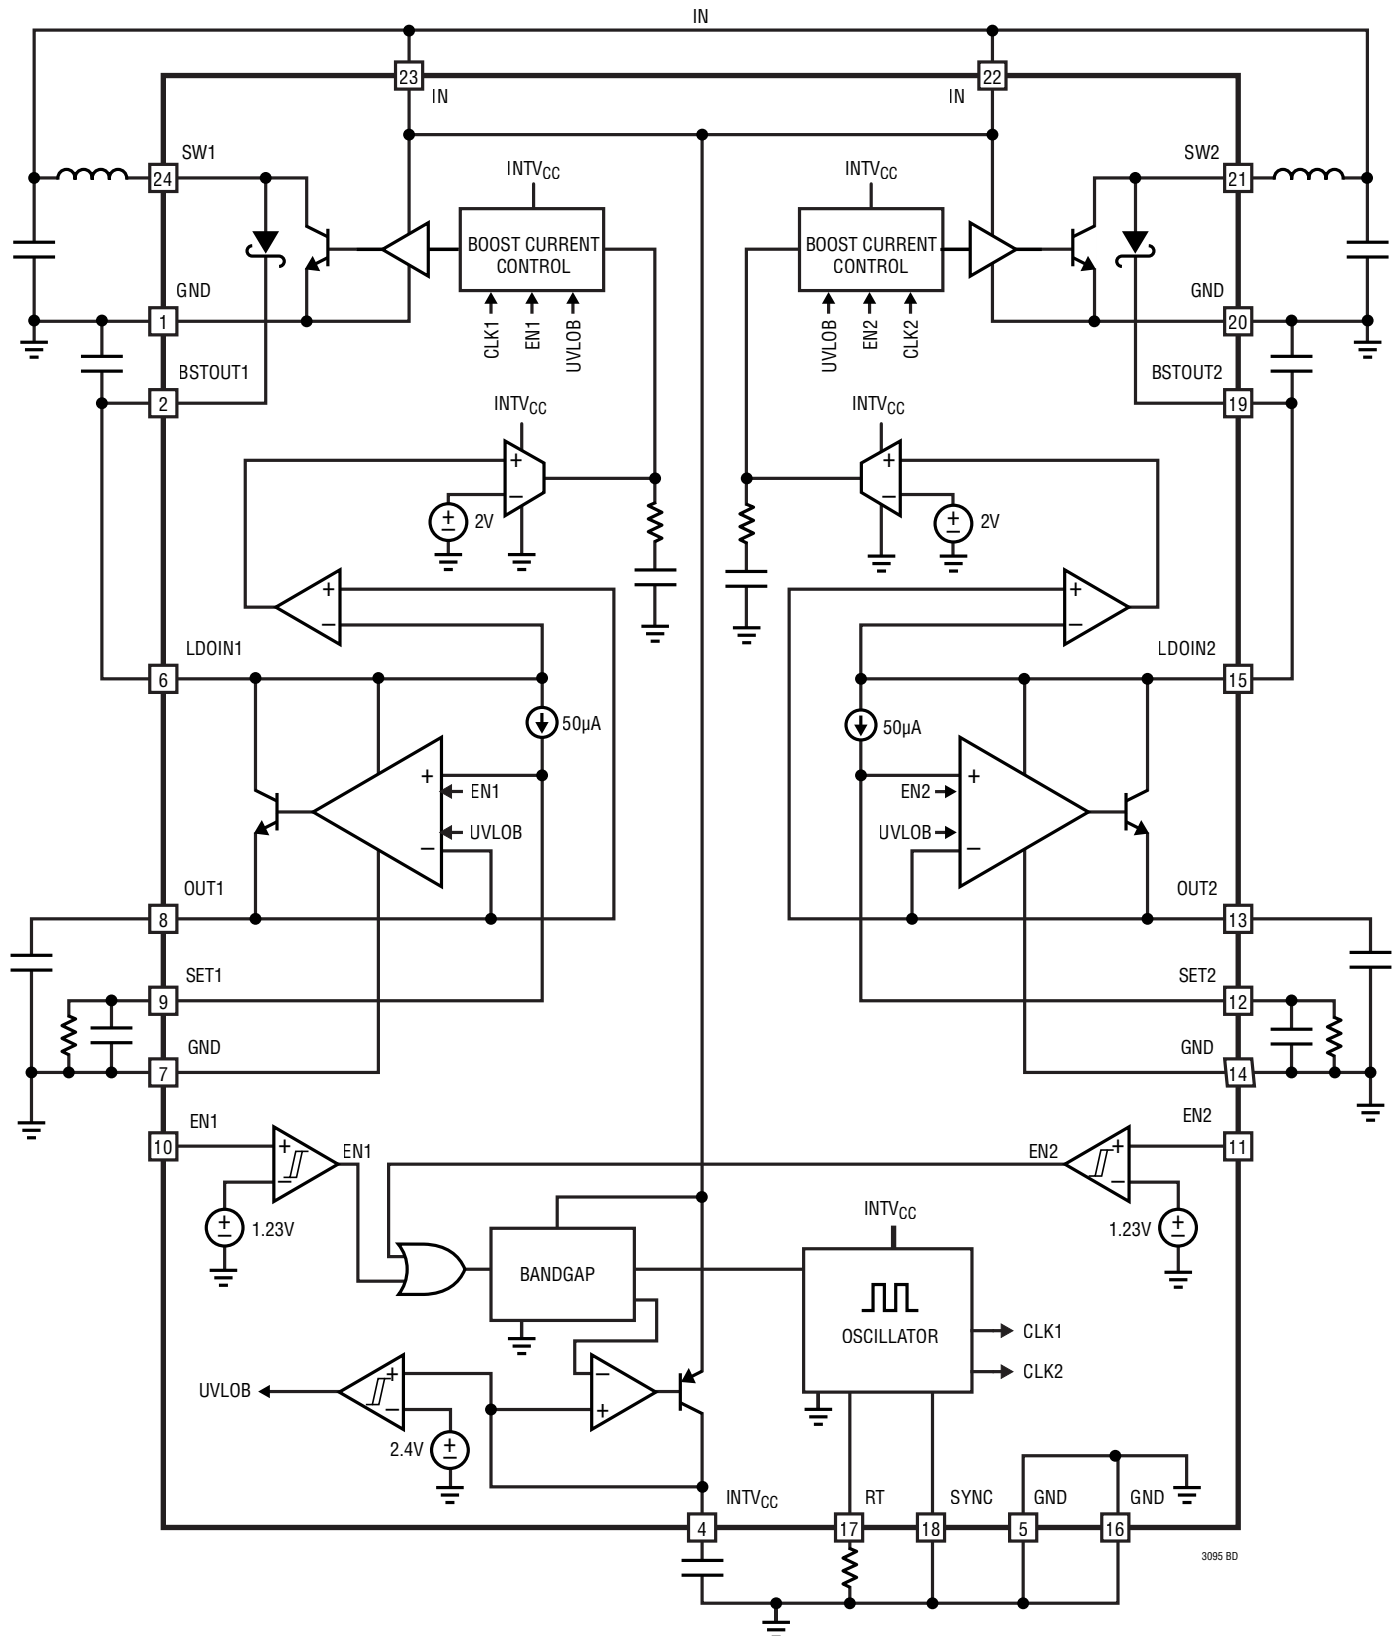 IN
23
22
IN
IN
SW1
SW2
24
21
INTVCC
INTVCC
BOOST CURRENT
CONTROL
BOOST CURRENT
CONTROL
GND
GND
1
20
CLK1
EN1
UVLOB
UVLOB
EN2
CLK2
BSTOUT1
BSTOUT2
2
19
INTVCC
INTVCC
+
−
+
−
+
−
2V
+
−
2V
+
−
+
−
LDOIN1
LDOIN2
6
15
50µA
50µA
+
EN1
UVLOB
−
+
EN2
UVLOB
−
OUT1
OUT2
8
13
SET1
SET2
9
12
GND
GND
7
14
EN1
EN2
10
11
+
−
EN1
EN2
+
−
+
−
1.23V
1.23V
+
−
INTVCC
BANDGAP
OSCILLATOR
CLK1
CLK2
UVLOB
+
−
−
+
2.4V
+
−
INTVCC
RT
SYNC
GND
GND
4
17
18
5
16
3095 BD